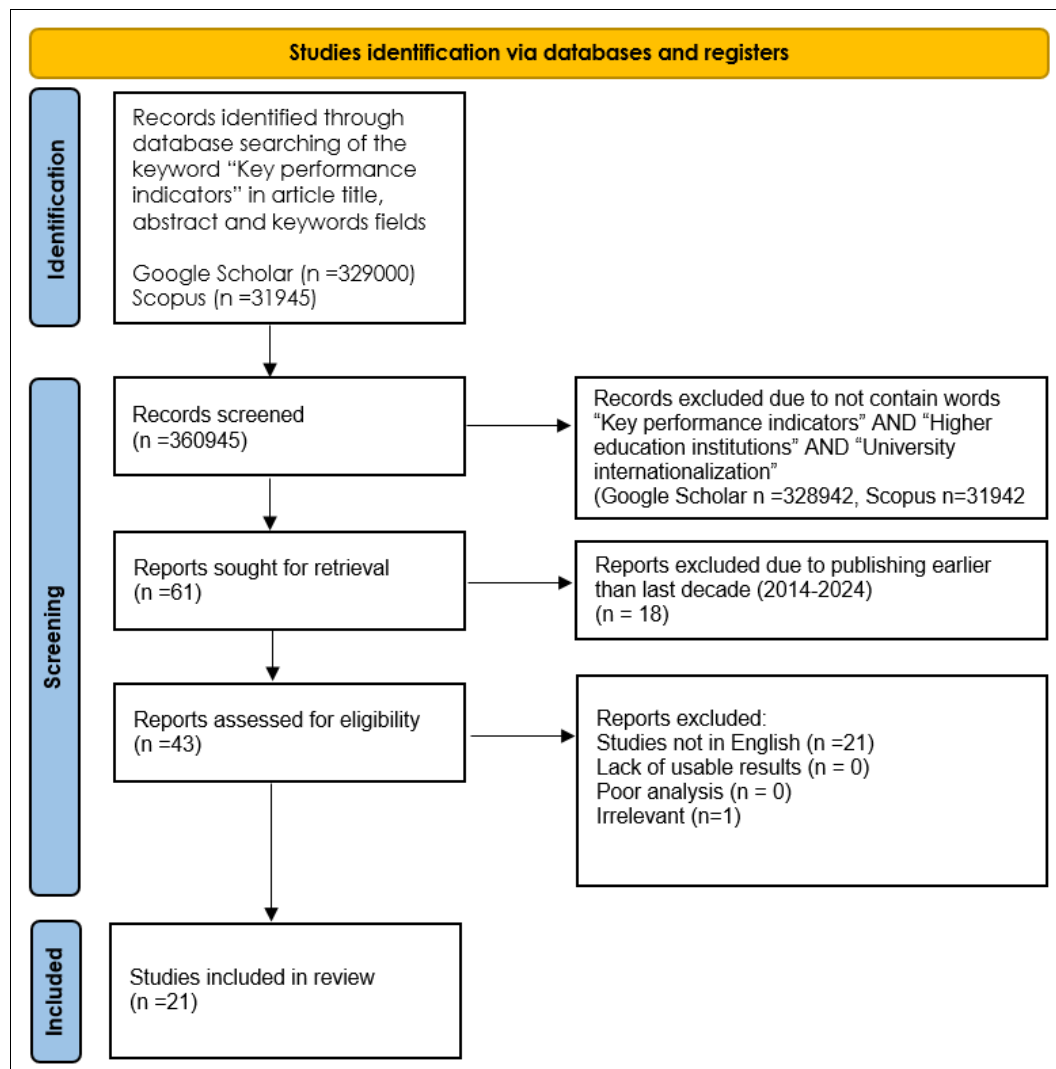 Studies identification via databases and registers
Identification
Records identified through
database searching of the
keyword “Key performance
indicators” in article title,
abstract and keywords fields
Google Scholar (n =329000)
Scopus (n =31945)
Screening
Records screened
(n =360945)
Records excluded due to not contain words
“Key performance indicators” AND “Higher
education institutions” AND “University
internationalization”
(Google Scholar n =328942, Scopus n=31942
Reports sought for retrieval
(n =61)
Reports excluded due to publishing earlier
than last decade (2014-2024)
(n = 18)
Reports assessed for eligibility
(n =43)
Reports excluded:
Studies not in English (n =21)
Lack of usable results (n = 0)
Poor analysis (n = 0)
Irrelevant (n=1)
Included
Studies included in review
(n =21)